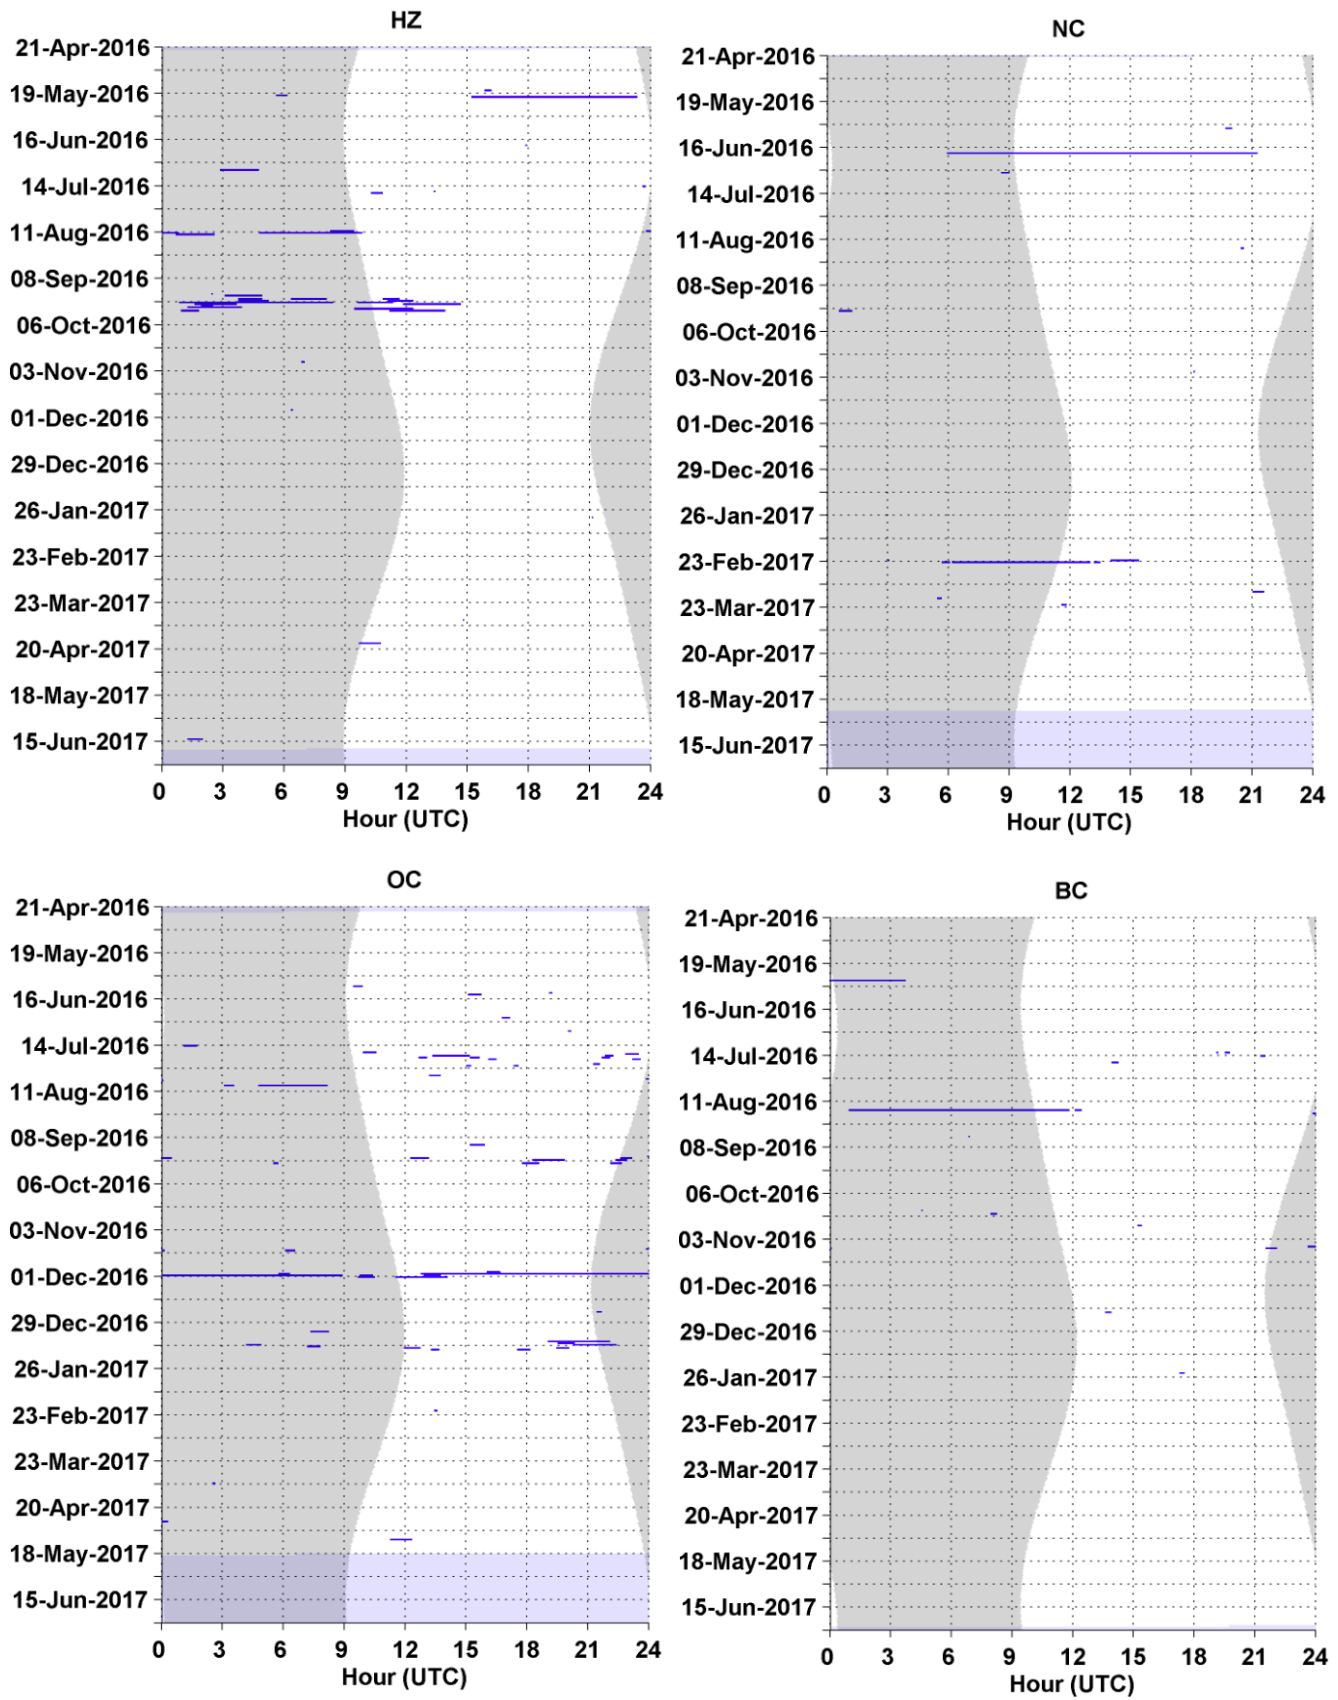 HZ
21-Apr-2016
19-May-2016
16-Jun-2016
14-Jul-2016
11-Aug-2016
08-Sep-2016
06-Oct-2016
03-Nov-2016
01-Dec-2016
29-Dec-2016
26-Jan-2017
23-Feb-2017
23-Mar-2017
20-Apr-2017
18-May-2017
15-Jun-2017
0 3 6 9 12 15 18 21 24
Hour (UTC)
NC
21-Apr-2016
19-May-2016
16-Jun-2016
14-Jul-2016
11-Aug-2016
08-Sep-2016
06-Oct-2016
03-Nov-2016
01-Dec-2016
29-Dec-2016
26-Jan-2017
23-Feb-2017
23-Mar-2017
20-Apr-2017
18-May-2017
15-Jun-2017
0 3 6 9 12 15 18 21 24
Hour (UTC)
OC
21-Apr-2016
19-May-2016
16-Jun-2016
14-Jul-2016
11-Aug-2016
08-Sep-2016
06-Oct-2016
03-Nov-2016
01-Dec-2016
29-Dec-2016
26-Jan-2017
23-Feb-2017
23-Mar-2017
20-Apr-2017
18-May-2017
15-Jun-2017
0 3 6 9 12 15 18 21 24
Hour (UTC)
BC
21-Apr-2016
19-May-2016
16-Jun-2016
14-Jul-2016
11-Aug-2016
08-Sep-2016
06-Oct-2016
03-Nov-2016
01-Dec-2016
29-Dec-2016
26-Jan-2017
23-Feb-2017
23-Mar-2017
20-Apr-2017
18-May-2017
15-Jun-2017
0 3 6 9 12 15 18 21 24
Hour (UTC)